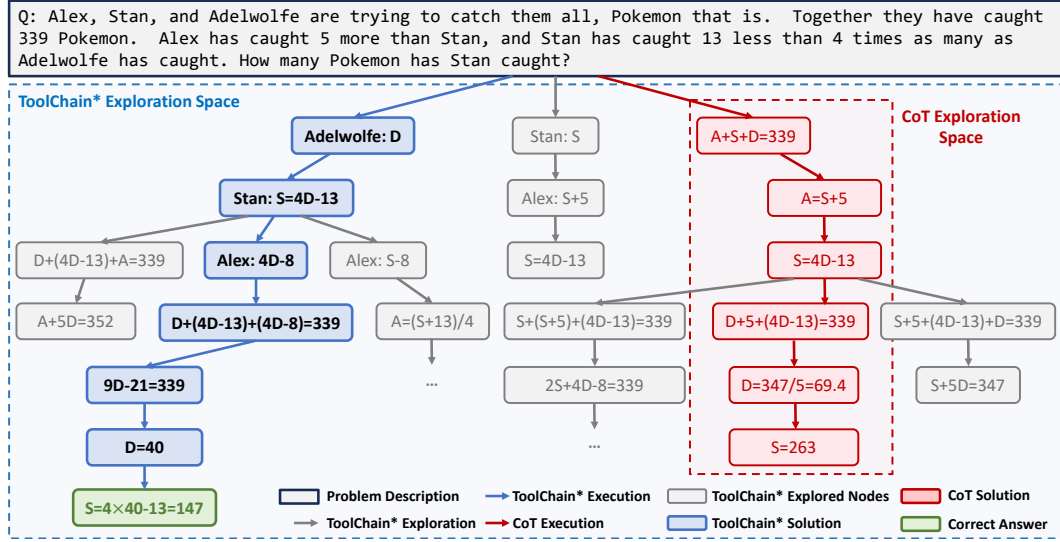 Q: Alex, Stan, and Adelwolfe are trying to catch them all, Pokemon that is. Together they have caught
339 Pokemon. Alex has caught 5 more than Stan, and Stan has caught 13 less than 4 times as many as
Adelwolfe has caught. How many Pokemon has Stan caught?
ToolChain* Exploration Space
CoT Exploration
Space
Adelwolfe: D
Stan: S
A+S+D=339
Stan: S=4D-13
Alex: S+5
A=S+5
D+(4D-13)+A=339
Alex: 4D-8
Alex: S-8
S=4D-13
S=4D-13
A+5D=352
D+(4D-13)+(4D-8)=339
A=(S+13)/4
S+(S+5)+(4D-13)=339
D+5+(4D-13)=339
S+5+(4D-13)+D=339
9D-21=339
...
2S+4D-8=339
D=347/5=69.4
S+5D=347
D=40
...
S=263
S=4×40-13=147
Problem Description
ToolChain* Execution
ToolChain* Explored Nodes
CoT Solution
ToolChain* Exploration
CoT Execution
ToolChain* Solution
Correct Answer